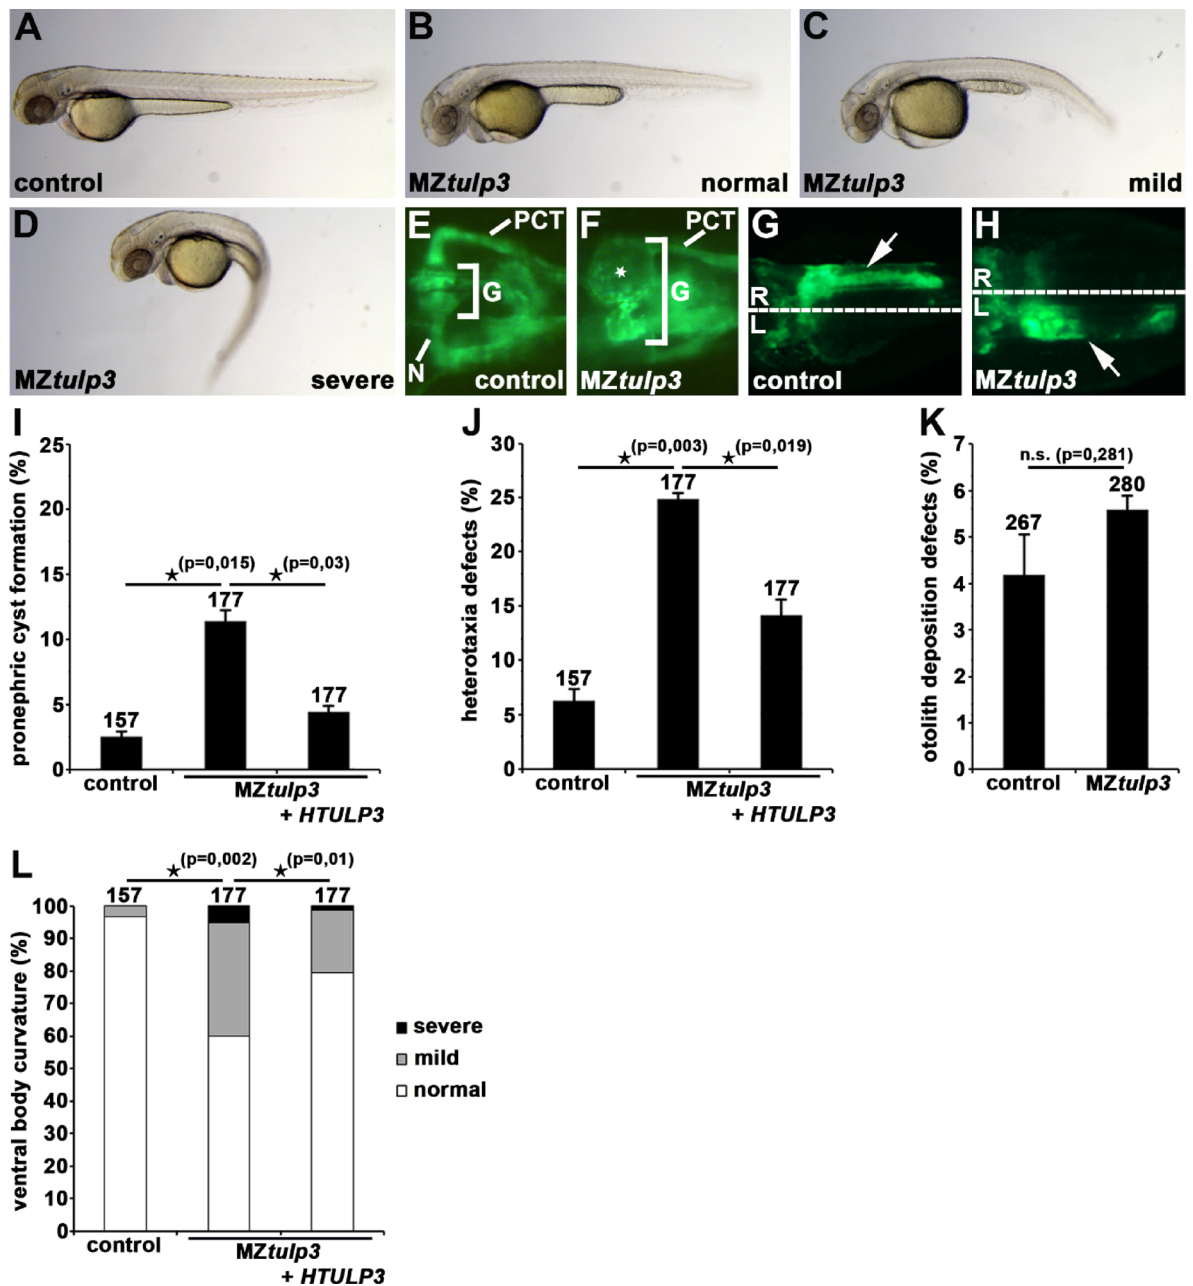 A
control
B
MZtulp3 normal
C
MZtulp3 mild
D
MZtulp3 severe
E PCT
G
N control
F PCT
G
MZtulp3
G
R
L
control
H
R
L
MZtulp3
I
pronephric cyst formation (%)
25
20
15
10
5
0
★(p=0,015) ★(p=0,03)
157
177
177
control
MZtulp3
+ HTULP3
J
heterotaxia defects (%)
30
25
20
15
10
5
0
★(p=0,003) ★(p=0,019)
157
177
177
control
MZtulp3
+ HTULP3
K
otolith deposition defects (%)
7
6
5
4
3
2
1
0
n.s. (p=0,281)
267
280
control MZtulp3
L
ventral body curvature (%)
★(p=0,002) ★(p=0,01)
157 177 177
100
90
80
70
60
50
40
30
20
10
0
control
MZtulp3
+ HTULP3
severe
mild
normal